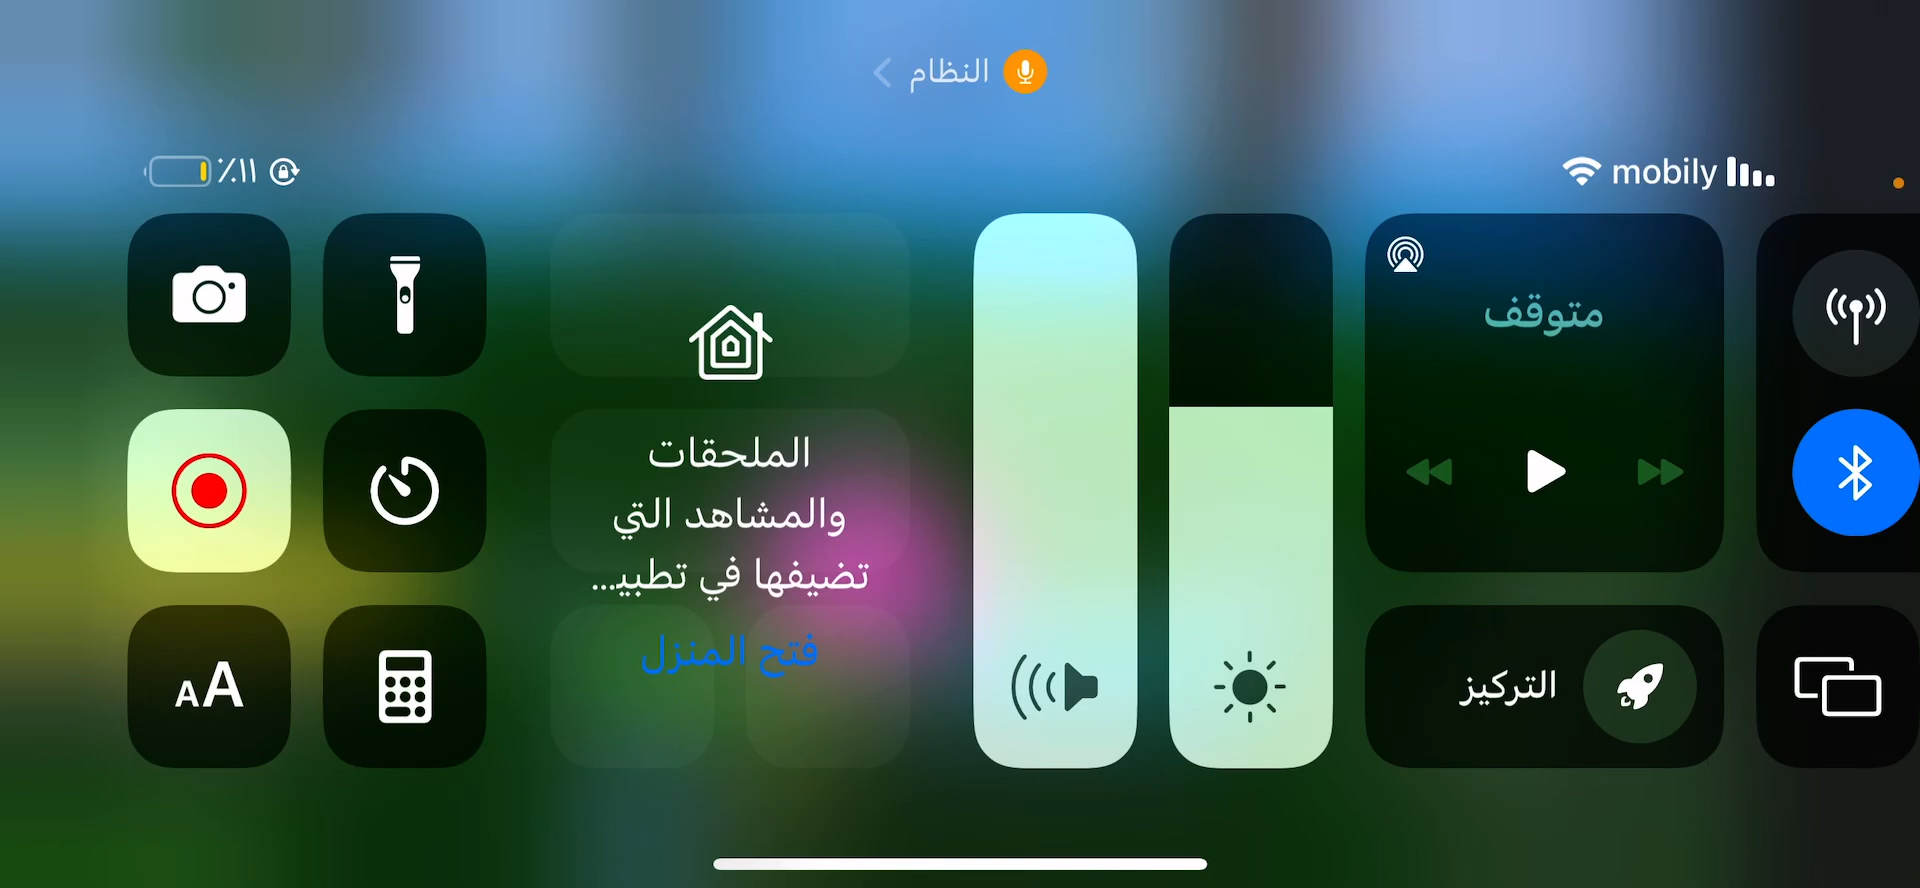 النظام
mobily
٪١١
متوقف
الملحقات
والمشاهد التي
تضيفها في تطبيـ...
فتح المنزل
التركيز
AA